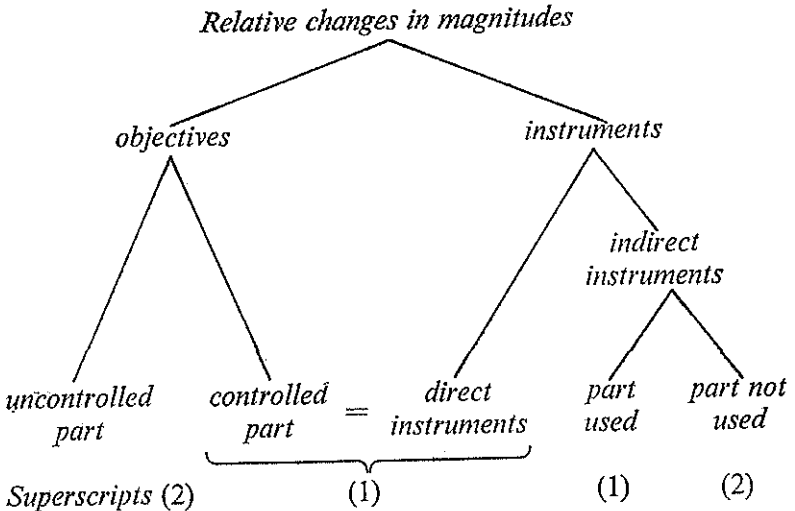 Relative changes in magnitudes
objectives instruments
indirect
instruments
uncontrolled controlled = direct part part not
part part instruments used used
Superscripts (2) (1) (1) (2)